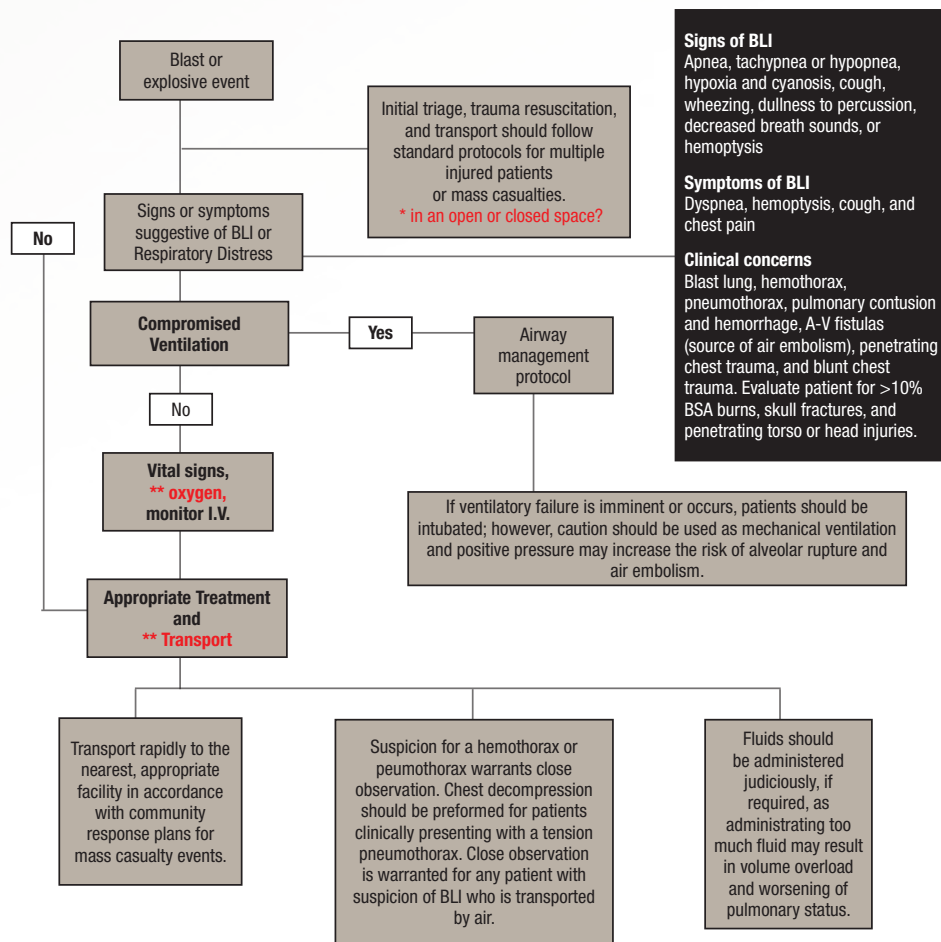 Blast or
explosive event
Initial triage, trauma resuscitation,
and transport should follow
standard protocols for multiple
injured patients
or mass casualties.
* in an open or closed space?
Signs of BLI
Apnea, tachypnea or hypopnea,
hypoxia and cyanosis, cough,
wheezing, dullness to percussion,
decreased breath sounds, or
hemoptysis
Symptoms of BLI
Dyspnea, hemoptysis, cough, and
chest pain
Clinical concerns
Blast lung, hemothorax,
pneumothorax, pulmonary contusion
and hemorrhage, A-V fistulas
(source of air embolism), penetrating
chest trauma, and blunt chest
trauma. Evaluate patient for >10%
BSA burns, skull fractures, and
penetrating torso or head injuries.
Signs or symptoms
suggestive of BLI or
Respiratory Distress
No
Compromised
Ventilation
Yes
Airway
management
protocol
No
Vital signs,
** oxygen,
monitor I.V.
If ventilatory failure is imminent or occurs, patients should be
intubated; however, caution should be used as mechanical ventilation
and positive pressure may increase the risk of alveolar rupture and
air embolism.
Appropriate Treatment
and
** Transport
Transport rapidly to the
nearest, appropriate
facility in accordance
with community
response plans for
mass casualty events.
Suspicion for a hemothorax or
peumothorax warrants close
observation. Chest decompression
should be preformed for patients
clinically presenting with a tension
pneumothorax. Close observation
is warranted for any patient with
suspicion of BLI who is transported
by air.
Fluids should
be administered
judiciously, if
required, as
administrating too
much fluid may result
in volume overload
and worsening of
pulmonary status.